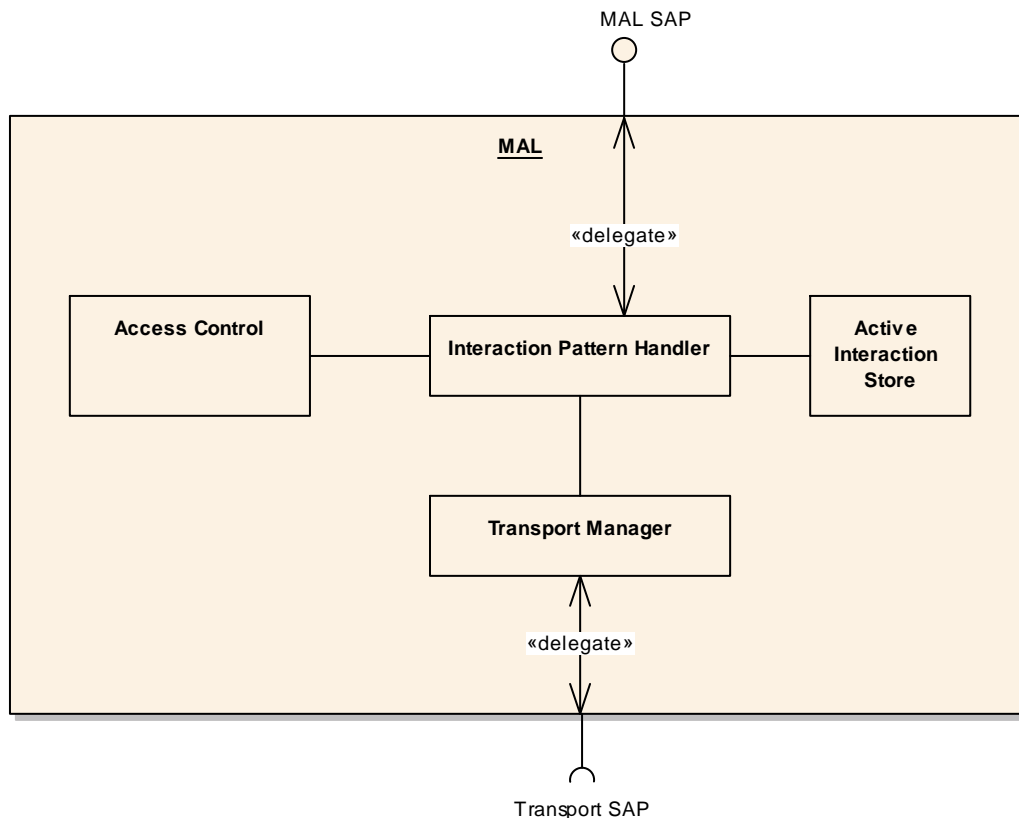 MAL SAP
MAL
«delegate»
Access Control
Interaction Pattern Handler
Active
Interaction
Store
Transport Manager
«delegate»
Transport SAP